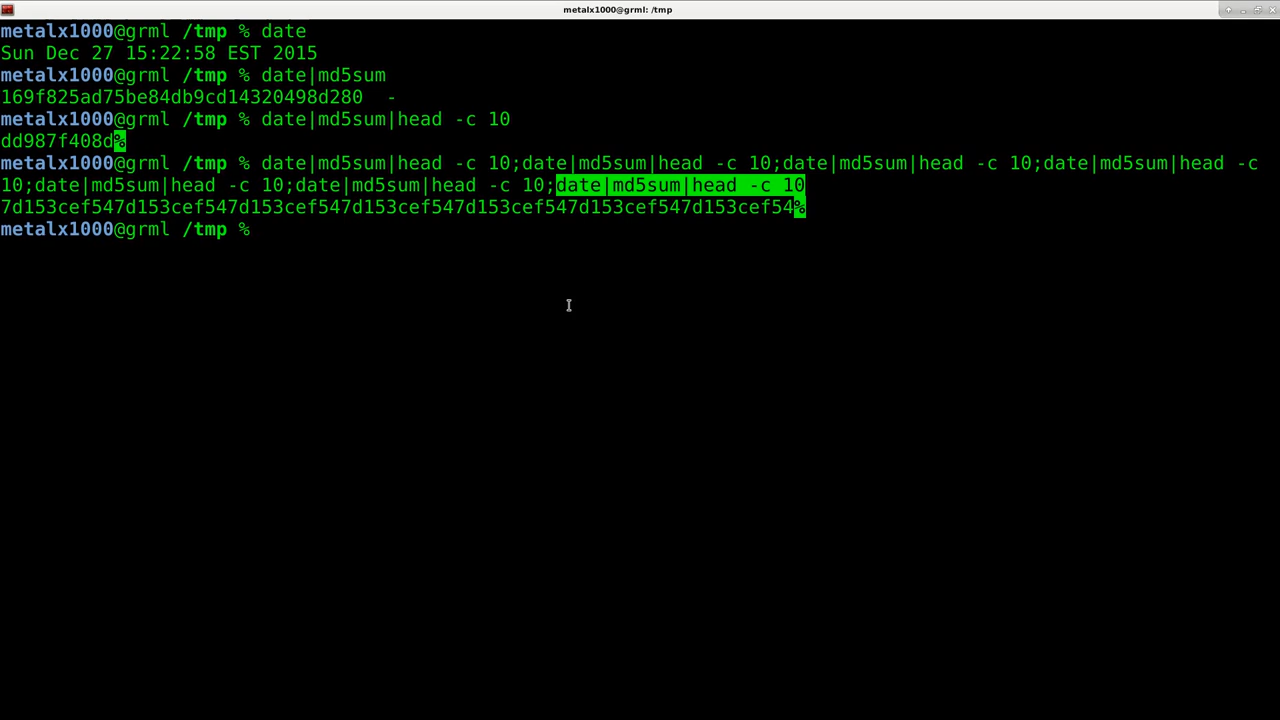 metalx1000@grml: /tmp
metalx1000@grml /tmp % date
Sun Dec 27 15:22:58 EST 2015
metalx1000@grml /tmp % date|md5sum
169f825ad75be84db9cd14320498d280  -
metalx1000@grml /tmp % date|md5sum|head -c 10
dd987f408d%
metalx1000@grml /tmp % date|md5sum|head -c 10;date|md5sum|head -c 10;date|md5sum|head -c 10;date|md5sum|head -c
10;date|md5sum|head -c 10;date|md5sum|head -c 10;date|md5sum|head -c 10
7d153cef547d153cef547d153cef547d153cef547d153cef547d153cef547d153cef54%
metalx1000@grml /tmp %